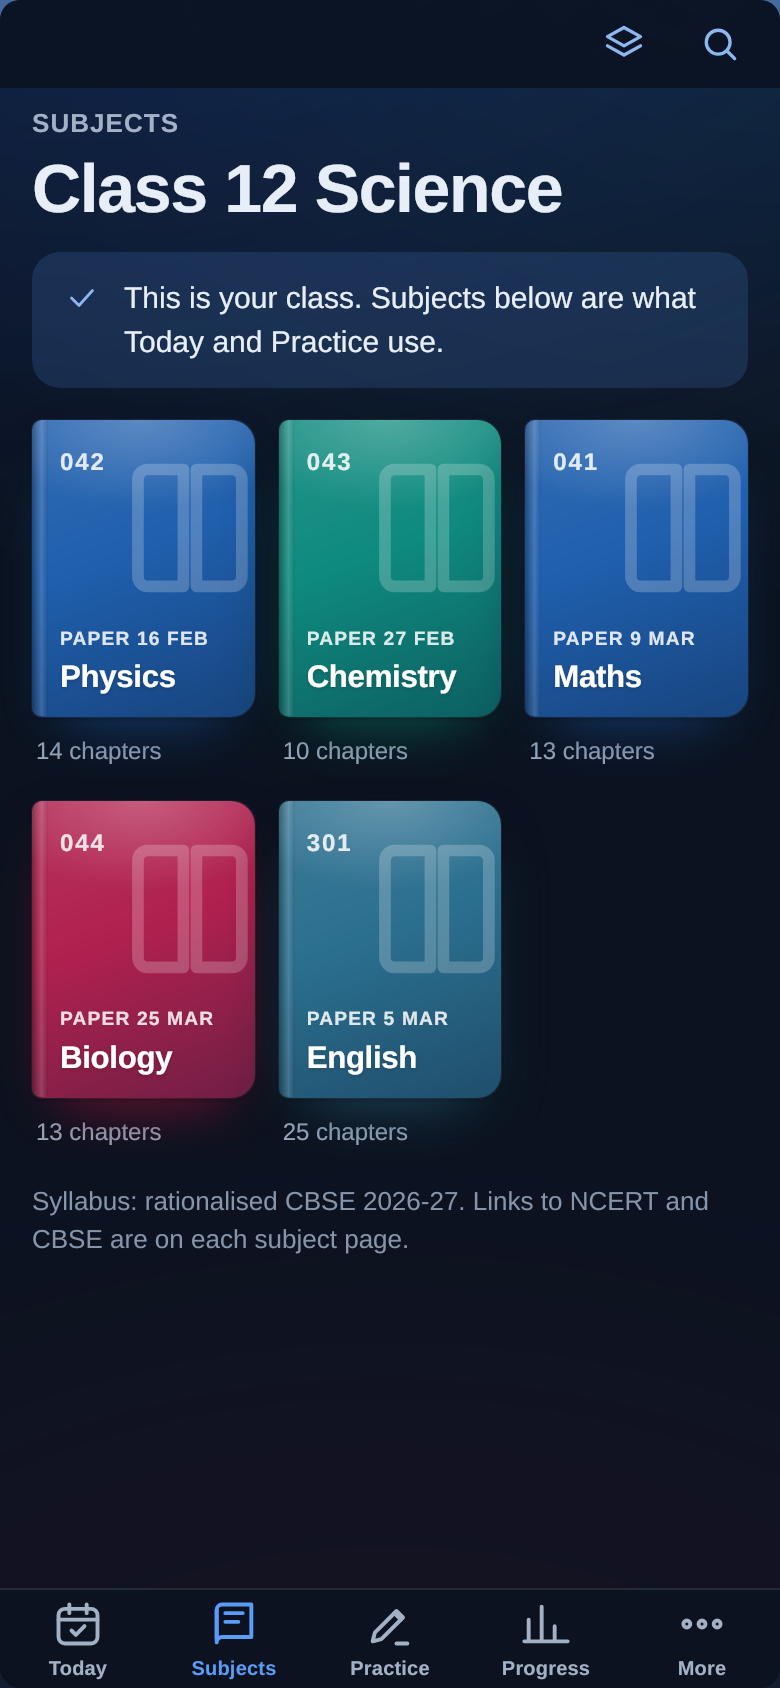 SUBJECTS
Class 12 Science
This is your class. Subjects below are what
Today and Practice use.
042
PAPER 16 FEB
Physics
14 chapters
043
PAPER 27 FEB
Chemistry
10 chapters
041
PAPER 9 MAR
Maths
13 chapters
044
PAPER 25 MAR
Biology
13 chapters
301
PAPER 5 MAR
English
25 chapters
Syllabus: rationalised CBSE 2026-27. Links to NCERT and
CBSE are on each subject page.
Today
Subjects
Practice
Progress
More